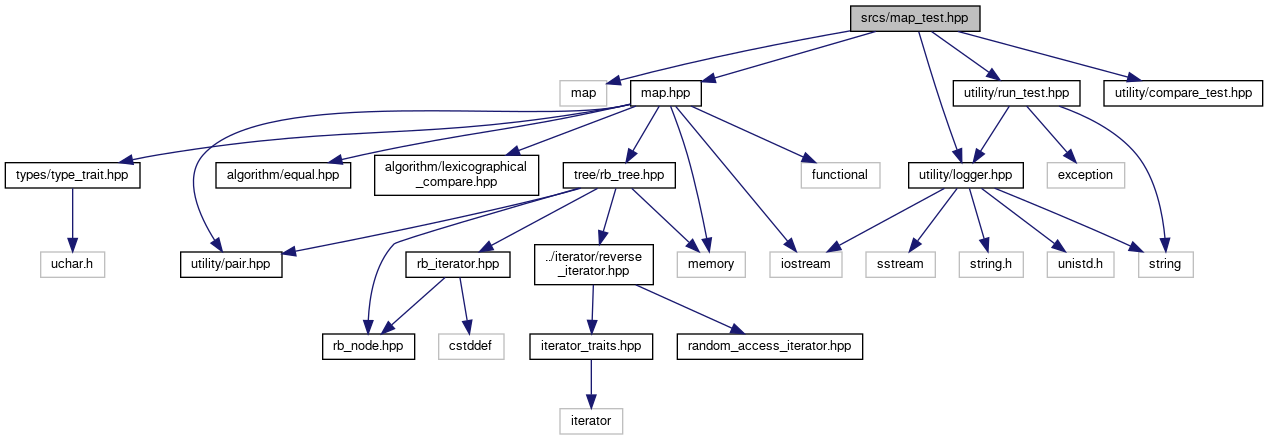 srcs/map_test.hpp
map
map.hpp
utility/run_test.hpp
utility/compare_test.hpp
types/type_trait.hpp
algorithm/equal.hpp
algorithm/lexicographical
_compare.hpp
tree/rb_tree.hpp
functional
utility/logger.hpp
exception
uchar.h
utility/pair.hpp
rb_iterator.hpp
../iterator/reverse
_iterator.hpp
memory
iostream
sstream
string.h
unistd.h
string
rb_node.hpp
cstddef
iterator_traits.hpp
random_access_iterator.hpp
iterator